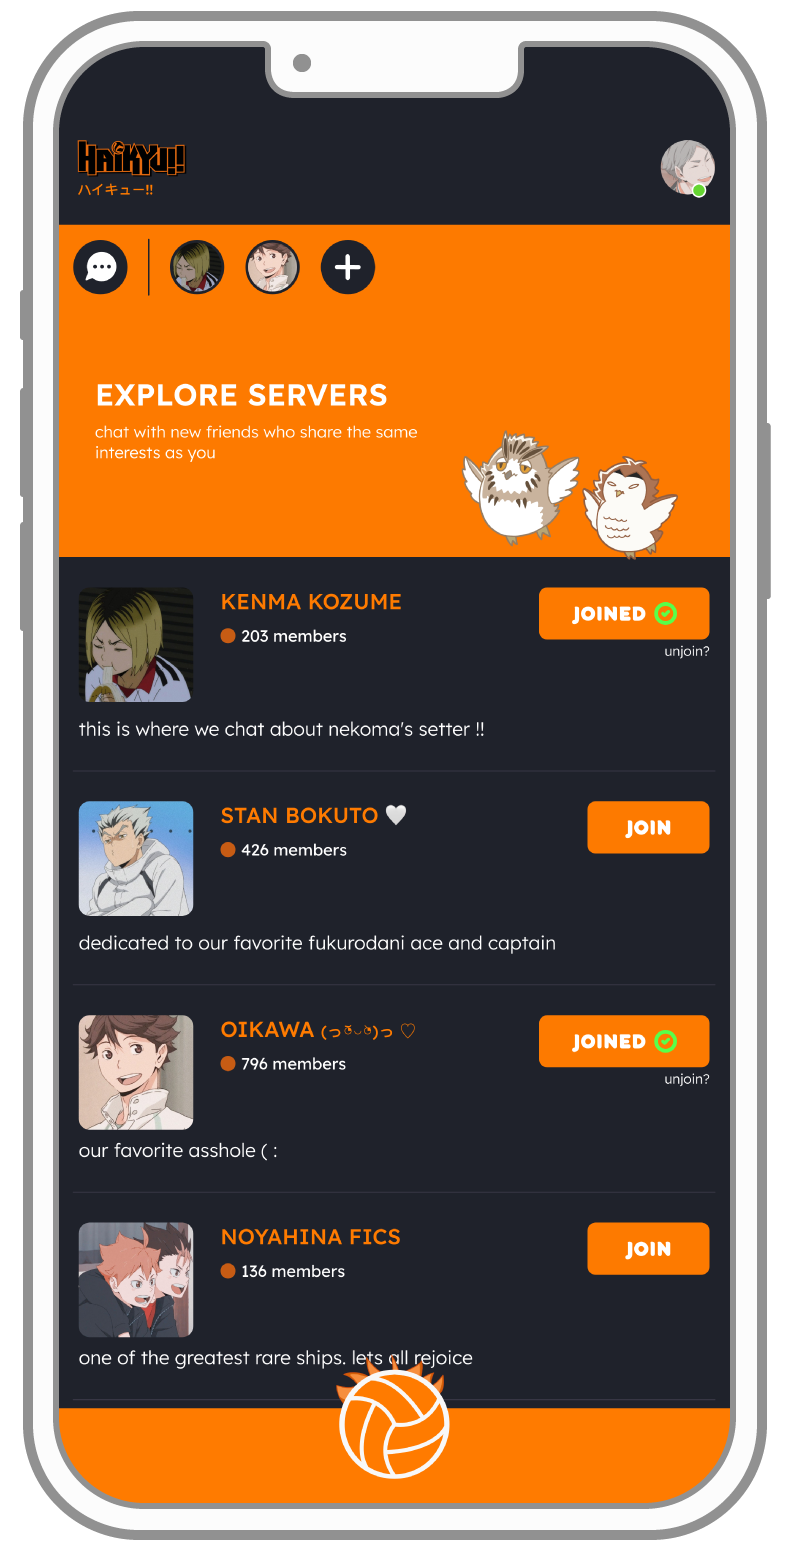 HAIKYU!!
ハイキュー!!
EXPLORE SERVERS
chat with new friends who share the same
interests as you
KENMA KOZUME
203 members
JOINED
unjoin?
this is where we chat about nekoma's setter !!
STAN BOKUTO 🤍
426 members
JOIN
dedicated to our favorite fukurodani ace and captain
OIKAWA (っ˘̩╭╮˘̩)っ ♡
796 members
JOINED
unjoin?
our favorite asshole ( :
NOYAHINA FICS
136 members
JOIN
one of the greatest rare ships. lets all rejoice